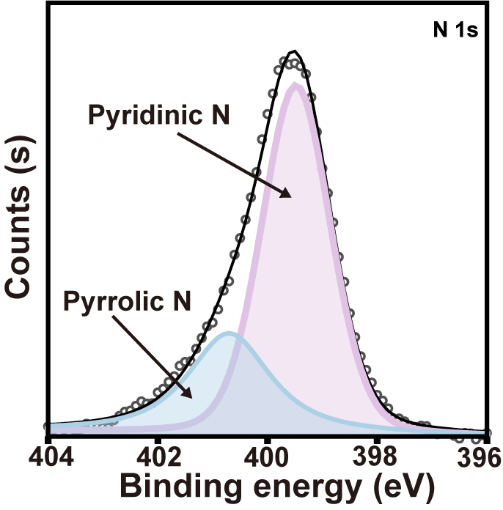 N 1s
Pyridinic N
Pyrrolic N
Counts (s)
404 402 400 398 396
Binding energy (eV)